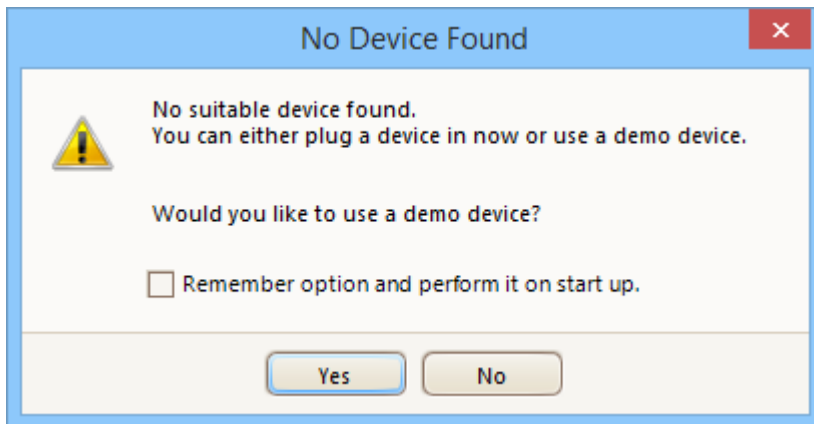 No Device Found
No suitable device found.
You can either plug a device in now or use a demo device.
Would you like to use a demo device?
Remember option and perform it on start up.
Yes
No